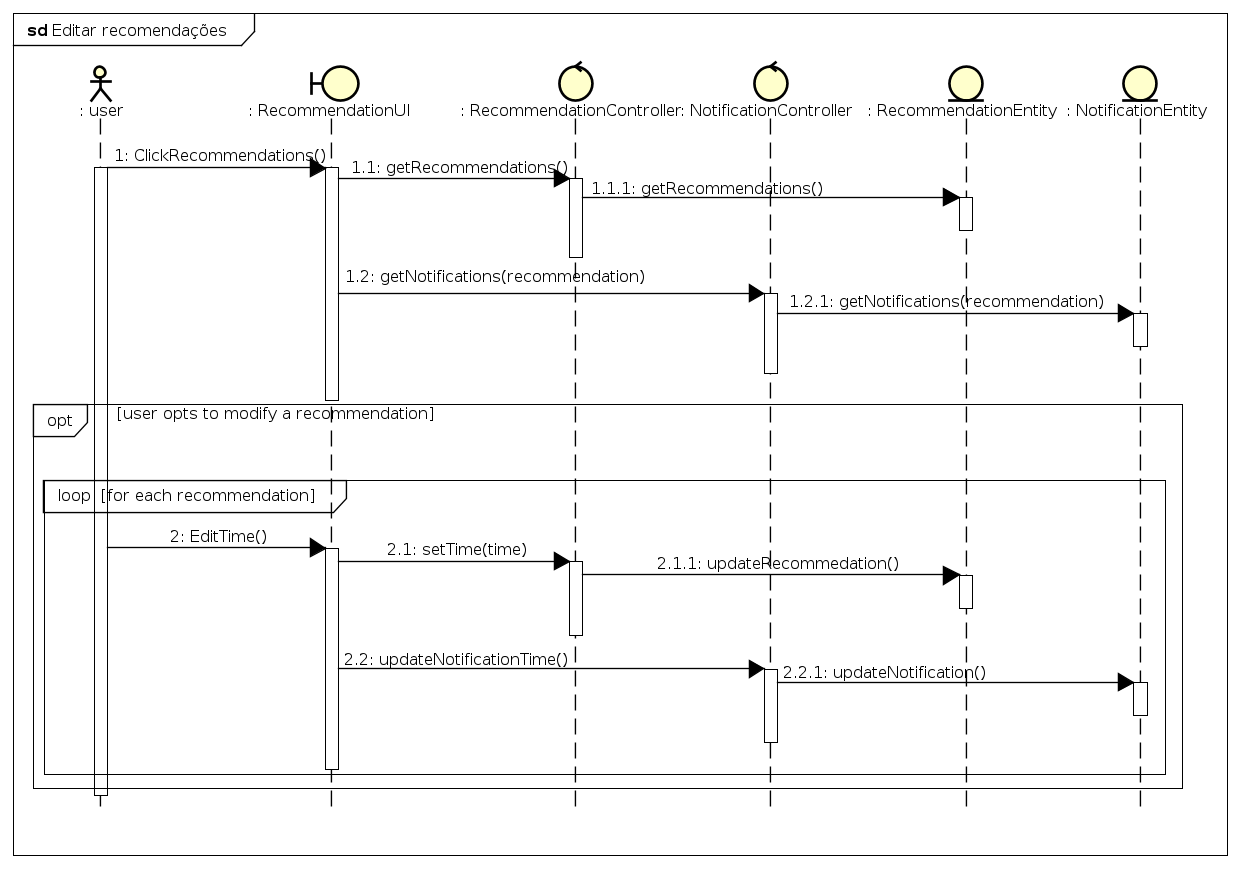 sd Editar recomendações
: user
: RecommendationUI
: RecommendationController
: NotificationController
: RecommendationEntity
: NotificationEntity
1: ClickRecommendations()
1.1: getRecommendations()
1.1.1: getRecommendations()
1.2: getNotifications(recommendation)
1.2.1: getNotifications(recommendation)
opt
[user opts to modify a recommendation]
loop [for each recommendation]
2: EditTime()
2.1: setTime(time)
2.1.1: updateRecommedation()
2.2: updateNotificationTime()
2.2.1: updateNotification()